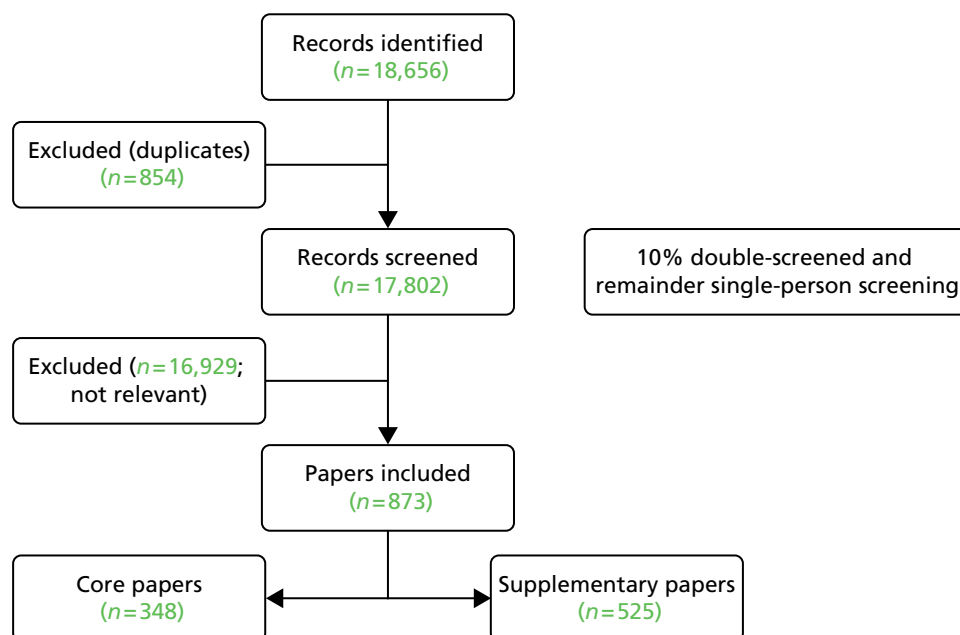 Records identified
(n=18,656)
Excluded (duplicates)
(n=854)
Records screened
(n=17,802)
10% double-screened and
remainder single-person screening
Excluded (n=16,929;
not relevant)
Papers included
(n=873)
Core papers
(n=348)
Supplementary papers
(n=525)